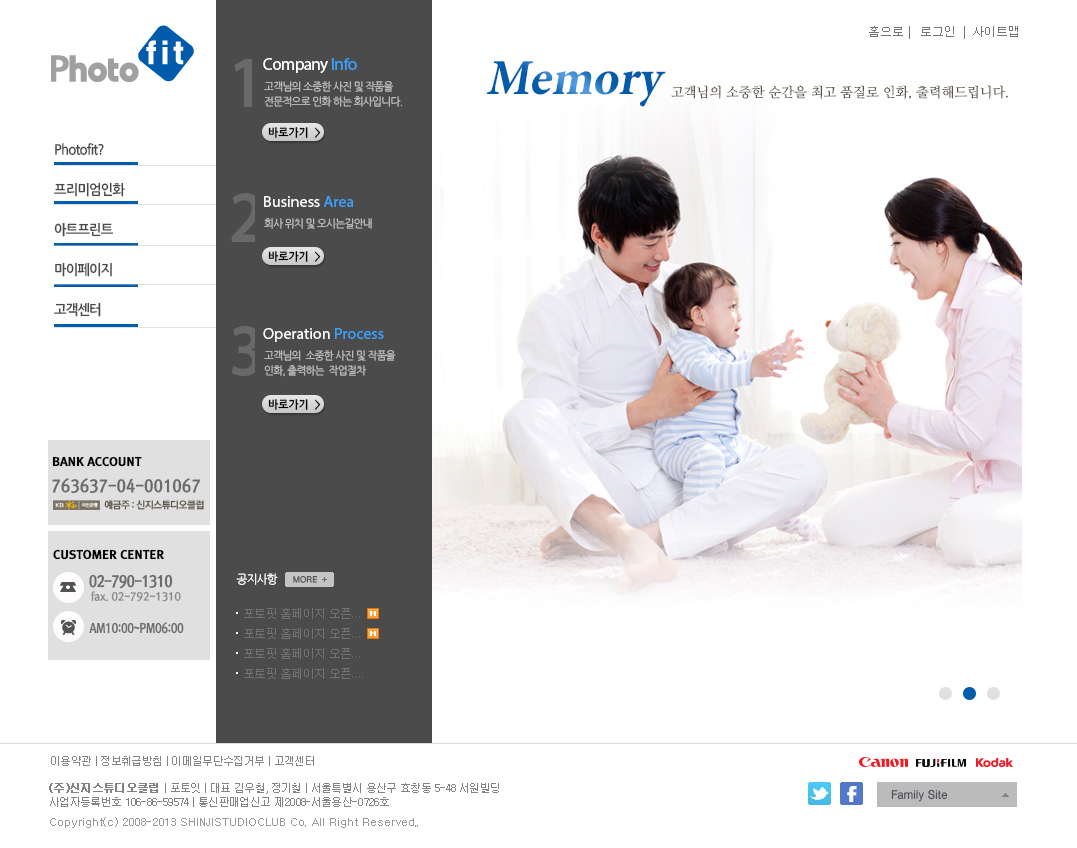 Photo fit
홈으로 | 로그인 | 사이트맵
Photofit?
프리미엄인화
아트프린트
마이페이지
고객센터
BANK ACCOUNT
763637-04-001067
KB 국민은행 예금주 : 신지스튜디오클럽
CUSTOMER CENTER
02-790-1310
fax. 02-792-1310
AM10:00~PM06:00
1 Company Info
고객님의 소중한 사진 및 작품을
전문적으로 인화 하는 회사입니다.
바로가기 >
2 Business Area
회사 위치 및 오시는길안내
바로가기 >
3 Operation Process
고객님의 소중한 사진 및 작품을
인화, 출력하는 작업절차
바로가기 >
공지사항 MORE +
· 포토핏 홈페이지 오픈... N
· 포토핏 홈페이지 오픈... N
· 포토핏 홈페이지 오픈...
· 포토핏 홈페이지 오픈....
Memory 고객님의 소중한 순간을 최고 품질로 인화, 출력해드립니다.
이용약관 | 정보취급방침 | 이메일무단수집거부 | 고객센터
(주)신지스튜디오클럽 | 포토잇 | 대표 김우철, 정기철 | 서울특별시 용산구 효창동 5-48 서원빌딩
사업자등록번호 106-86-59574 | 통신판매업신고 제2008-서울용산-0726호
Copyright(c) 2008-2013 SHINJISTUDIOCLUB Co. All Right Reserved..
Canon FUJIFILM Kodak
Family Site